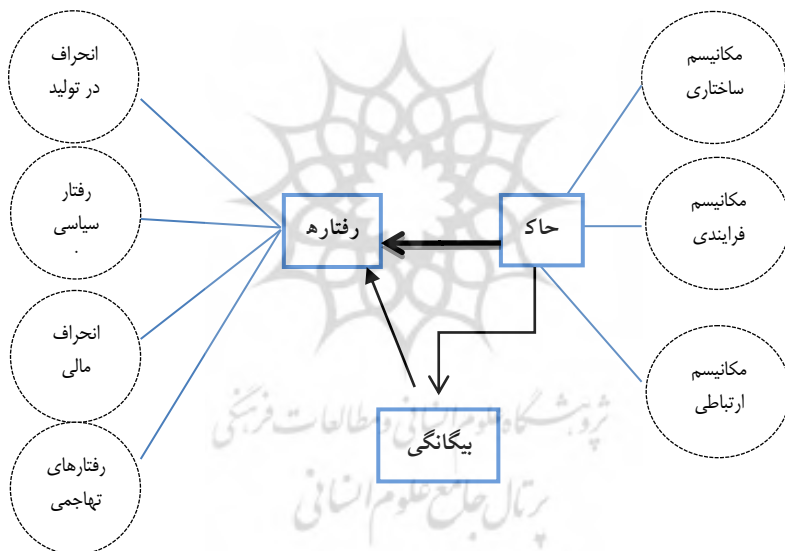 مکانیسم
ساختاری
مکانیسم
فرایندی
مکانیسم
ارتباطی
حاک
رفتاره
بیگانگی
انحراف
در تولید
رفتار
سیاسی
انحراف
مالی
رفتارهای
تهاجمی
پژوهشگاه علوم انسانی و مطالعات فرهنگی
پرتال جامع علوم انسانی